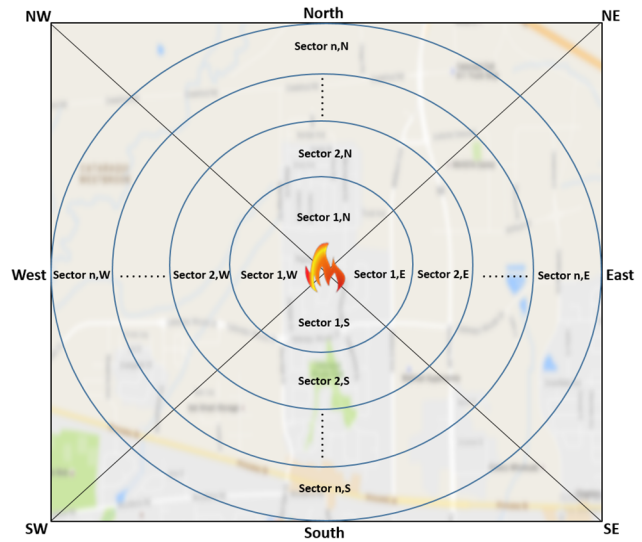 NW
North
NE
Sector n,N
Sector 2,N
Sector 1,N
West
Sector n,W
Sector 2,W
Sector 1,W
Sector 1,E
Sector 2,E
Sector n,E
East
Sector 1,S
Sector 2,S
Sector n,S
SW
South
SE